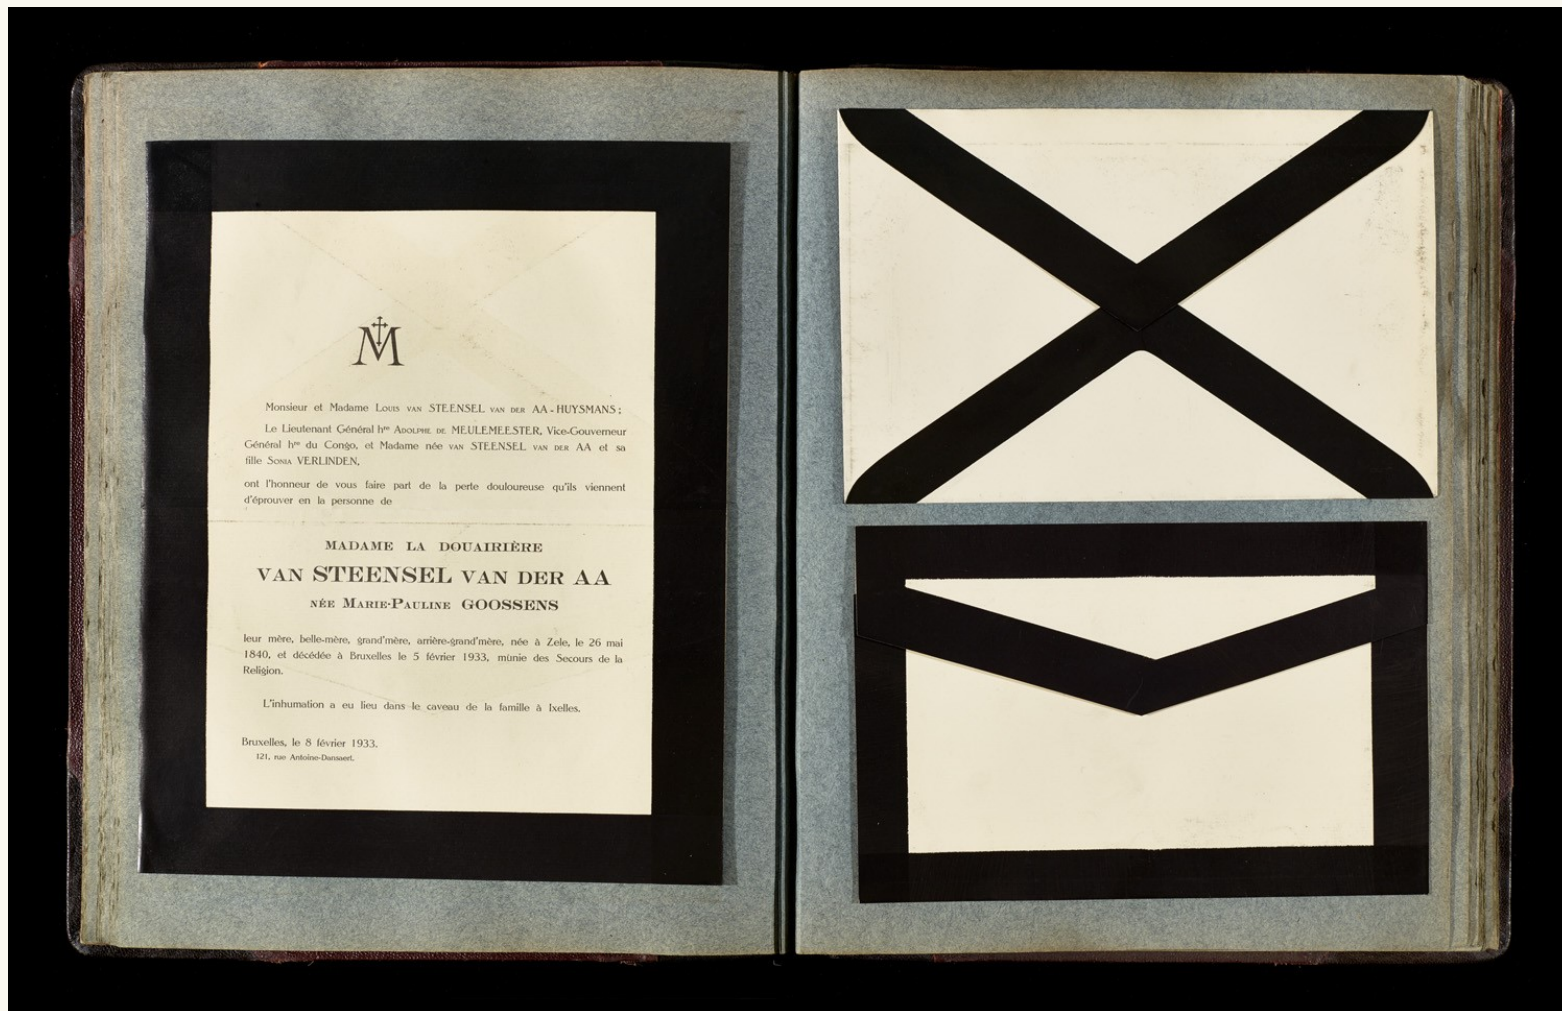 M
Monsieur et Madame Louis van STEENSEL van der AA-HUYSMANS;
Le Lieutenant Général hre Adolphe de MEULEMEESTER, Vice-Gouverneur
Général hre du Congo, et Madame née van STEENSEL van der AA et sa
fille Sonia VERLINDEN,
ont l'honneur de vous faire part de la perte douloureuse qu'ils viennent
d'éprouver en la personne de
MADAME LA DOUAIRIÈRE
VAN STEENSEL VAN DER AA
NÉE Marie-Pauline GOOSSENS
leur mère, belle-mère, grand'mère, arrière-grand'mère, née à Zele, le 26 mai
1840, et décédée à Bruxelles le 5 février 1933, munie des Secours de la
Religion.
L'inhumation a eu lieu dans le caveau de la famille à Ixelles.
Bruxelles, le 8 février 1933.
121, rue Antoine-Dansaert.